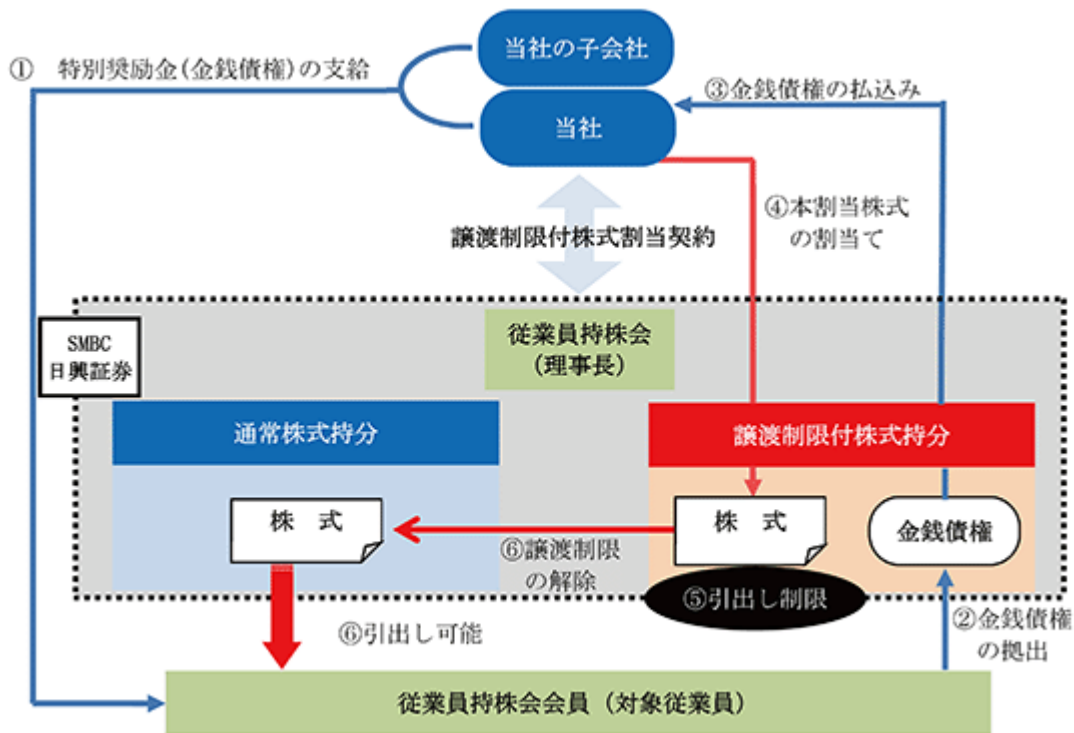 当社の子会社
① 特別奨励金(金銭債権)の支給
③金銭債権の払込み
当社
④本割当株式
の割当て
譲渡制限付株式割当契約
SMBC
日興証券
従業員持株会
(理事長)
通常株式持分
譲渡制限付株式持分
株 式
株 式
金銭債権
⑥譲渡制限
の解除
⑤引出し制限
⑥引出し可能
②金銭債権
の拠出
従業員持株会会員(対象従業員)